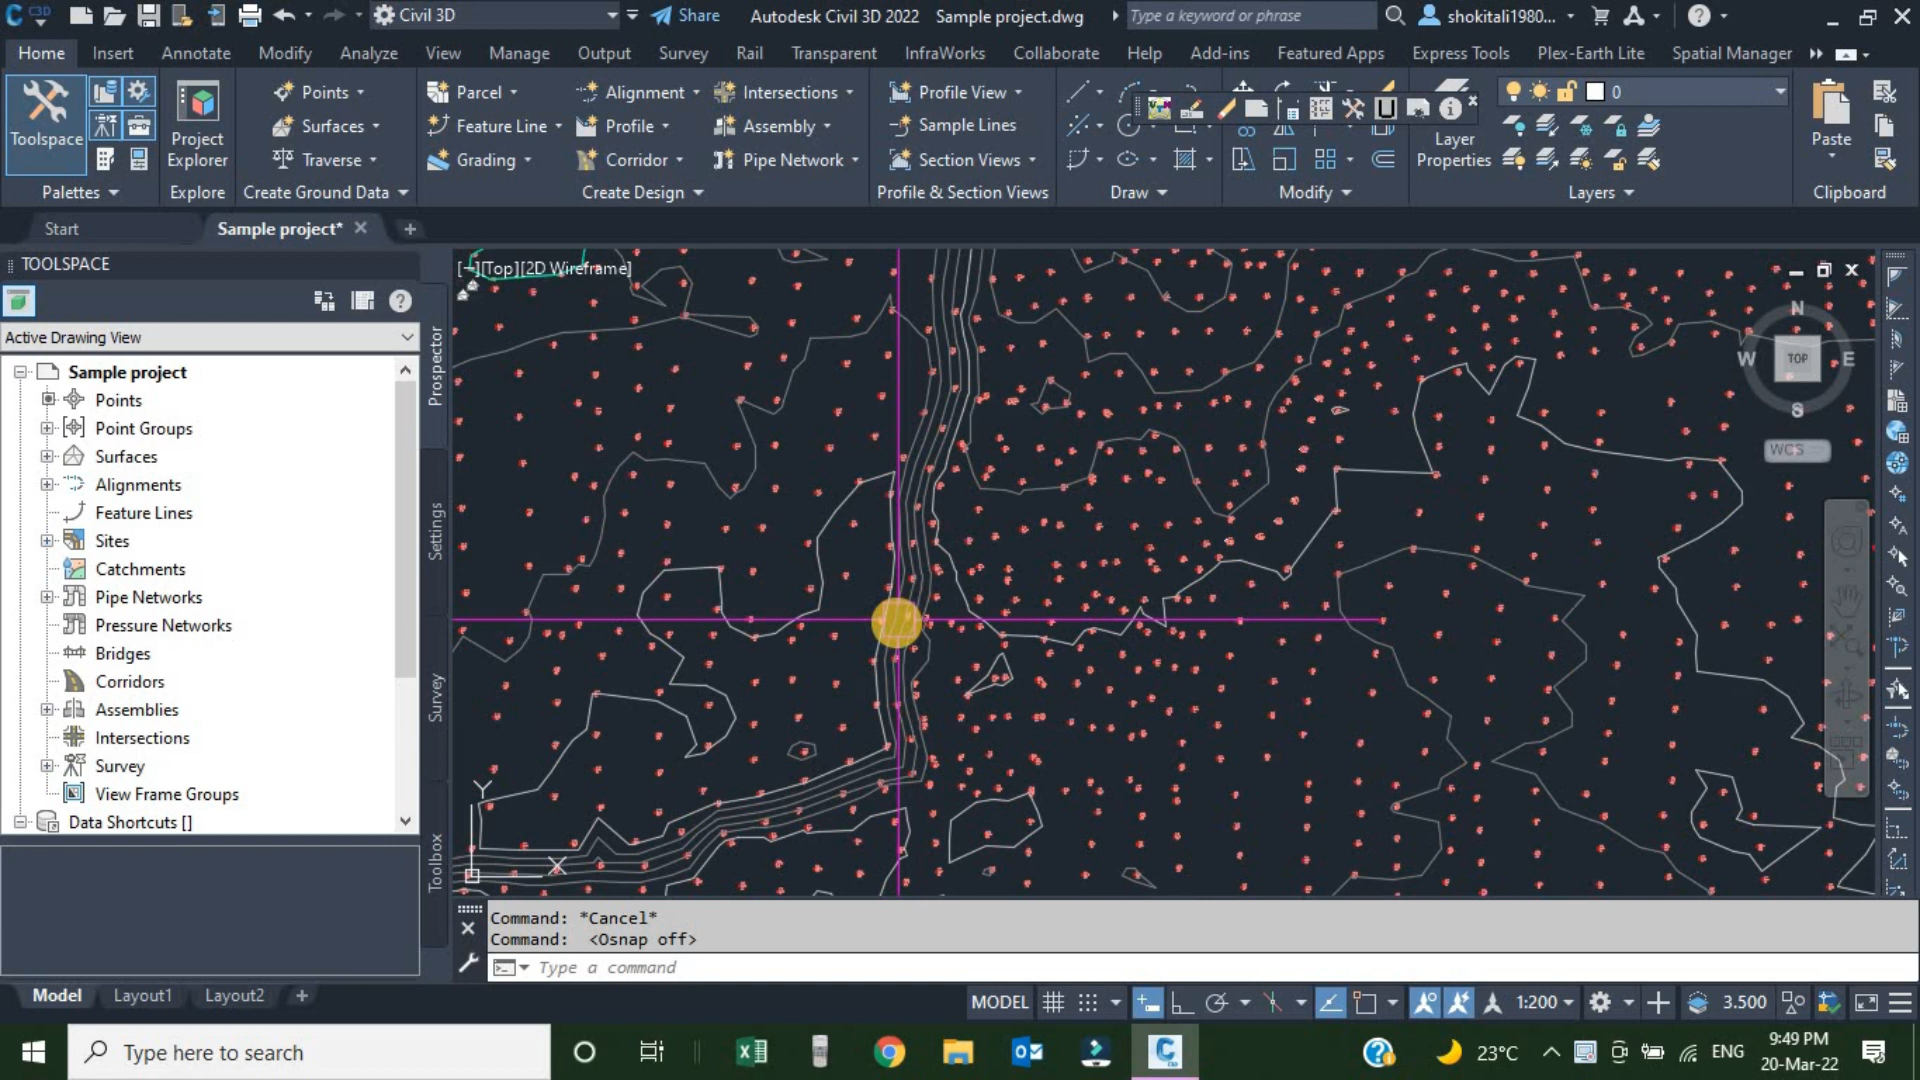 C3D
Civil 3D
Share
Autodesk Civil 3D 2022 Sample project.dwg
Type a keyword or phrase
shokitali1980...
Home Insert Annotate Modify Analyze View Manage Output Survey Rail Transparent InfraWorks Collaborate Help Add-ins Featured Apps Express Tools Plex-Earth Lite Spatial Manager
Toolspace
Project
Explorer
Points
Surfaces
Traverse
Parcel
Feature Line
Grading
Alignment
Profile
Corridor
Intersections
Assembly
Pipe Network
Profile View
Sample Lines
Section Views
Layer
Properties
0
Paste
Palettes
Explore
Create Ground Data
Create Design
Profile & Section Views
Draw
Modify
Layers
Clipboard
Start
Sample project*
TOOLSPACE
Active Drawing View
Sample project
Points
Point Groups
Surfaces
Alignments
Feature Lines
Sites
Catchments
Pipe Networks
Pressure Networks
Bridges
Corridors
Assemblies
Intersections
Survey
View Frame Groups
Data Shortcuts []
Prospector
Settings
Survey
Toolbox
[−][Top][2D Wireframe]
N
W
TOP
E
S
WCS
Y
X
Command: *Cancel*
Command: <Osnap off>
Type a command
Model Layout1 Layout2
MODEL
1:200
3.500
Type here to search
23°C
ENG
9:49 PM
20-Mar-22